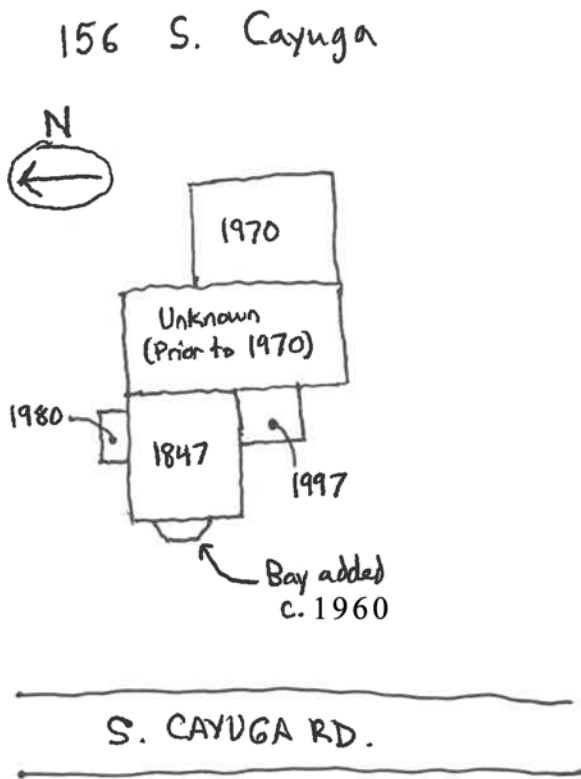 156 S. Cayuga
N
1970
Unknown
(Prior to 1970)
1980
1847
1997
Bay added
c. 1960
S. CAYUGA RD.